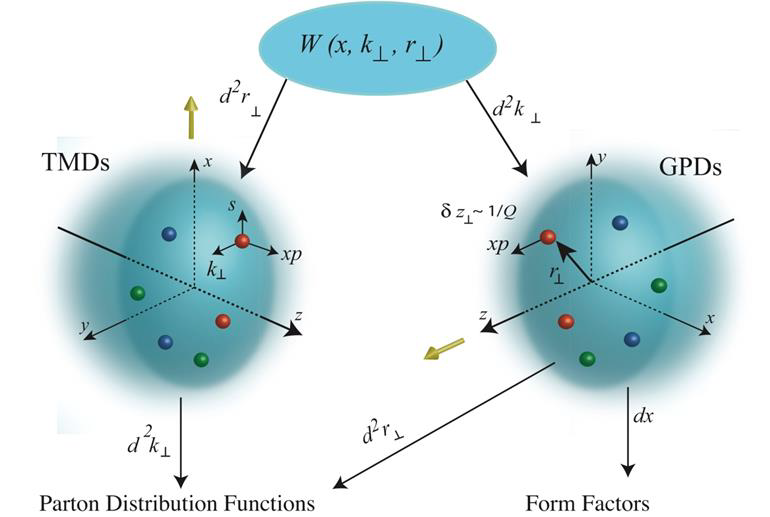 W (x, k⊥, r⊥)
d²r⊥
d²k⊥
TMDs
GPDs
x
s
k⊥
xp
y
z
y
δ z⊥~ 1/Q
xp
r⊥
z
x
d²k⊥
d²r⊥
dx
Parton Distribution Functions
Form Factors